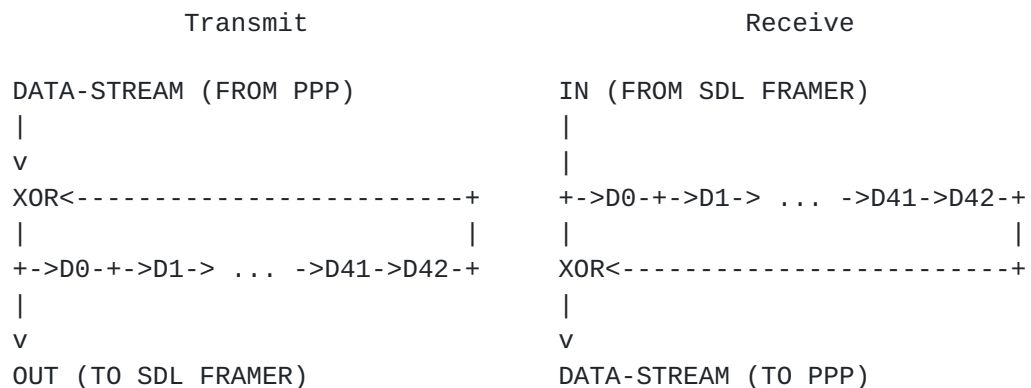 Transmit                            Receive

DATA-STREAM (FROM PPP)             IN (FROM SDL FRAMER)
|                                  |
v                                  |
XOR<-------------------------+     +->D0-+->D1-> ... ->D41->D42-+
|                            |     |                            |
+->D0-+->D1-> ... ->D41->D42-+     XOR<-------------------------+
|                                  |
v                                  v
OUT (TO SDL FRAMER)                DATA-STREAM (TO PPP)